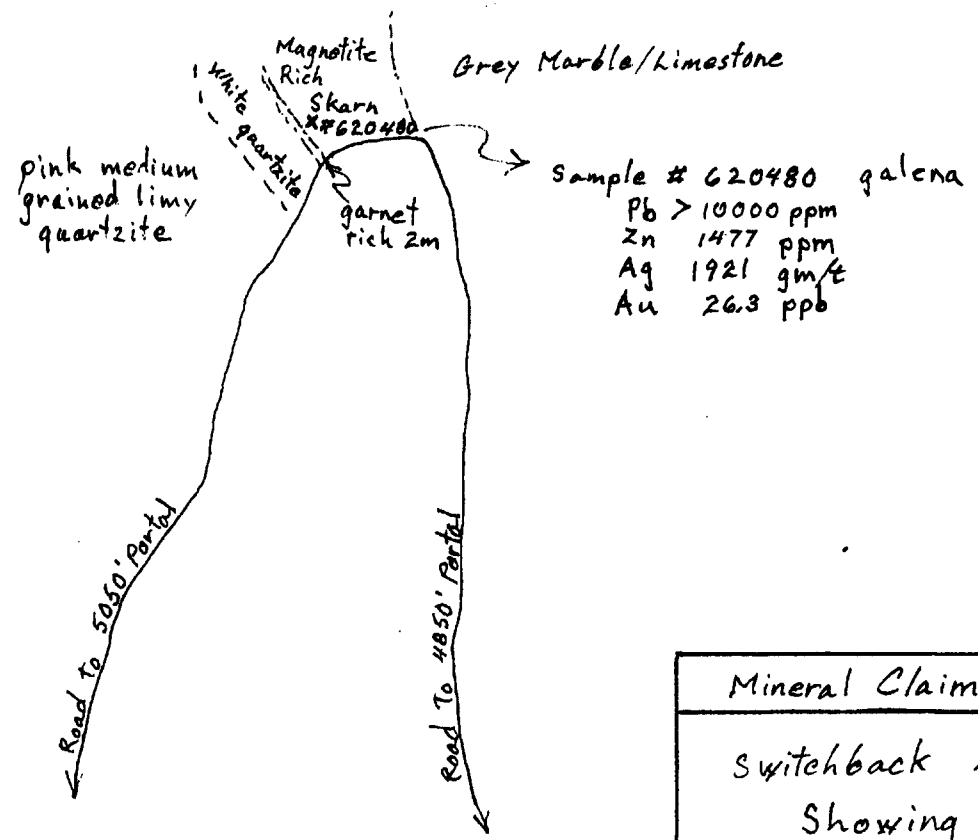 Magnetite
Rich
Skarn
x#620480
Grey Marble/Limestone
White quartzite
pink medium
grained limy
quartzite
garnet
rich 2m
Sample # 620480 galena
Pb > 10000 ppm
Zn 1477 ppm
Ag 1921 gm/t
Au 26.3 ppb
Road to 5050' Portal
Road To 4850' Portal
Mineral Claim
Switchback
Showing